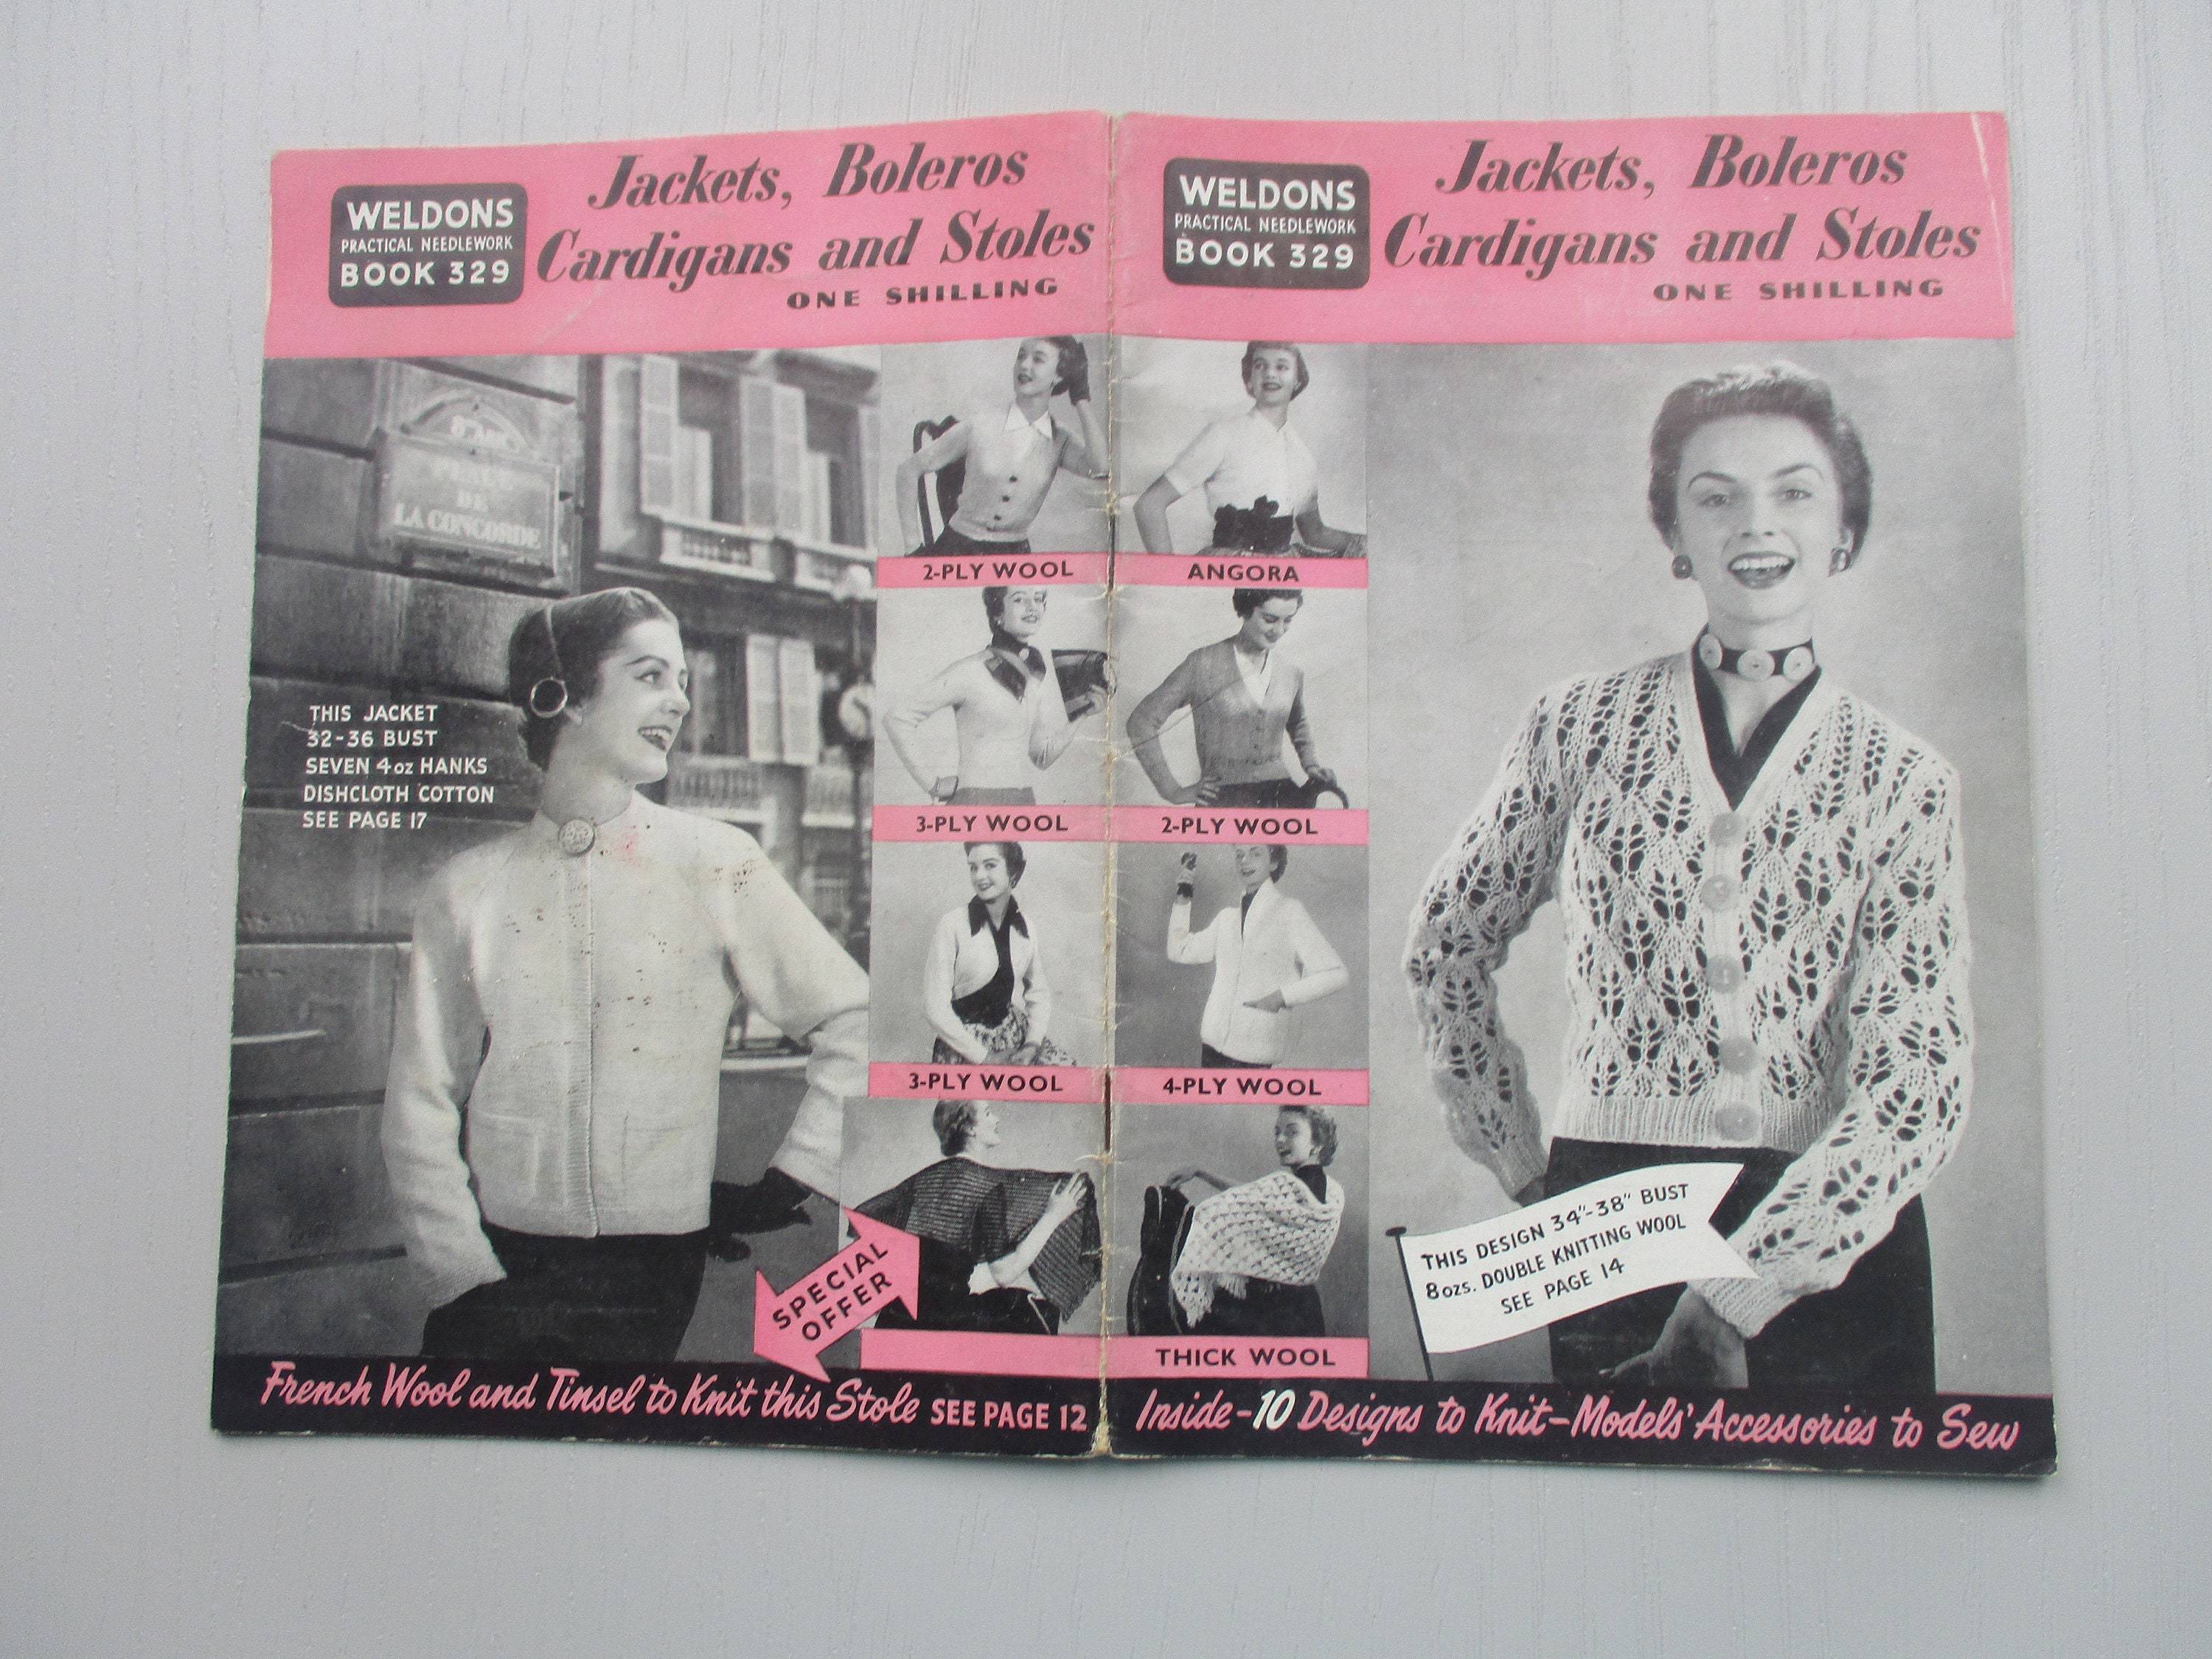 WELDONS
PRACTICAL NEEDLEWORK
BOOK 329
Jackets, Boleros
Cardigans and Stoles
ONE SHILLING
DE
LA CONCORDE
THIS JACKET
32-36 BUST
SEVEN 4oz HANKS
DISHCLOTH COTTON
SEE PAGE 17
2-PLY WOOL
3-PLY WOOL
3-PLY WOOL
SPECIAL
OFFER
French Wool and Tinsel to Knit this Stole SEE PAGE 12
WELDONS
PRACTICAL NEEDLEWORK
BOOK 329
Jackets, Boleros
Cardigans and Stoles
ONE SHILLING
ANGORA
2-PLY WOOL
4-PLY WOOL
THICK WOOL
THIS DESIGN 34"-38" BUST
8ozs. DOUBLE KNITTING WOOL
SEE PAGE 14
Inside-10 Designs to Knit-Models' Accessories to Sew